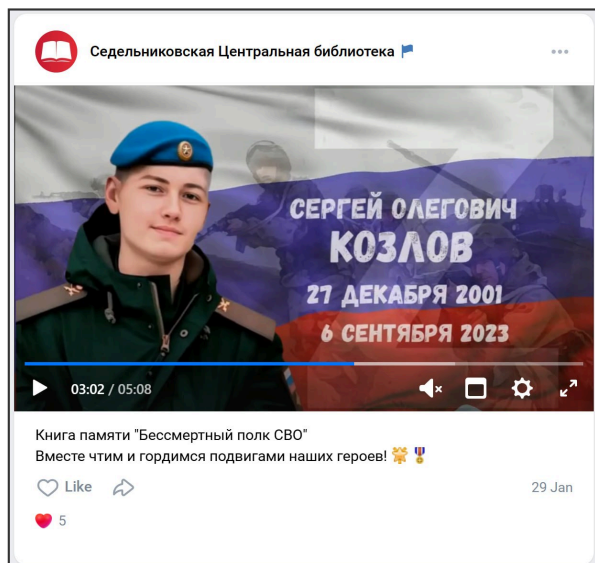 Седельниковская Центральная библиотека
СЕРГЕЙ ОЛЕГОВИЧ
КОЗЛОВ
27 ДЕКАБРЯ 2001
6 СЕНТЯБРЯ 2023
03:02 / 05:08
Книга памяти "Бессмертный полк СВО"
Вместе чтим и гордимся подвигами наших героев! 🎊 🎖
Like
29 Jan
5